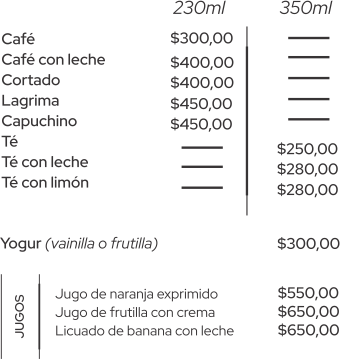 230ml 350ml
Café $300,00
Café con leche $400,00
Cortado $400,00
Lagrima $450,00
Capuchino $450,00
Té $250,00
Té con leche $280,00
Té con limón $280,00
Yogur (vainilla o frutilla) $300,00
JUGOS
Jugo de naranja exprimido $550,00
Jugo de frutilla con crema $650,00
Licuado de banana con leche $650,00